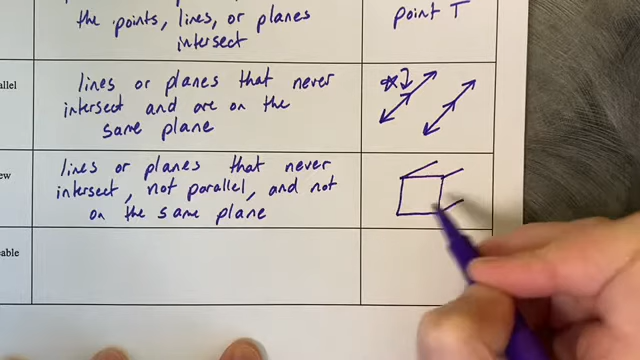 the points, lines, or planes
intersect
point T
allel
lines or planes that never
intersect and are on the
same plane
ew
lines or planes that never
intersect, not parallel, and not
on the same plane
eable